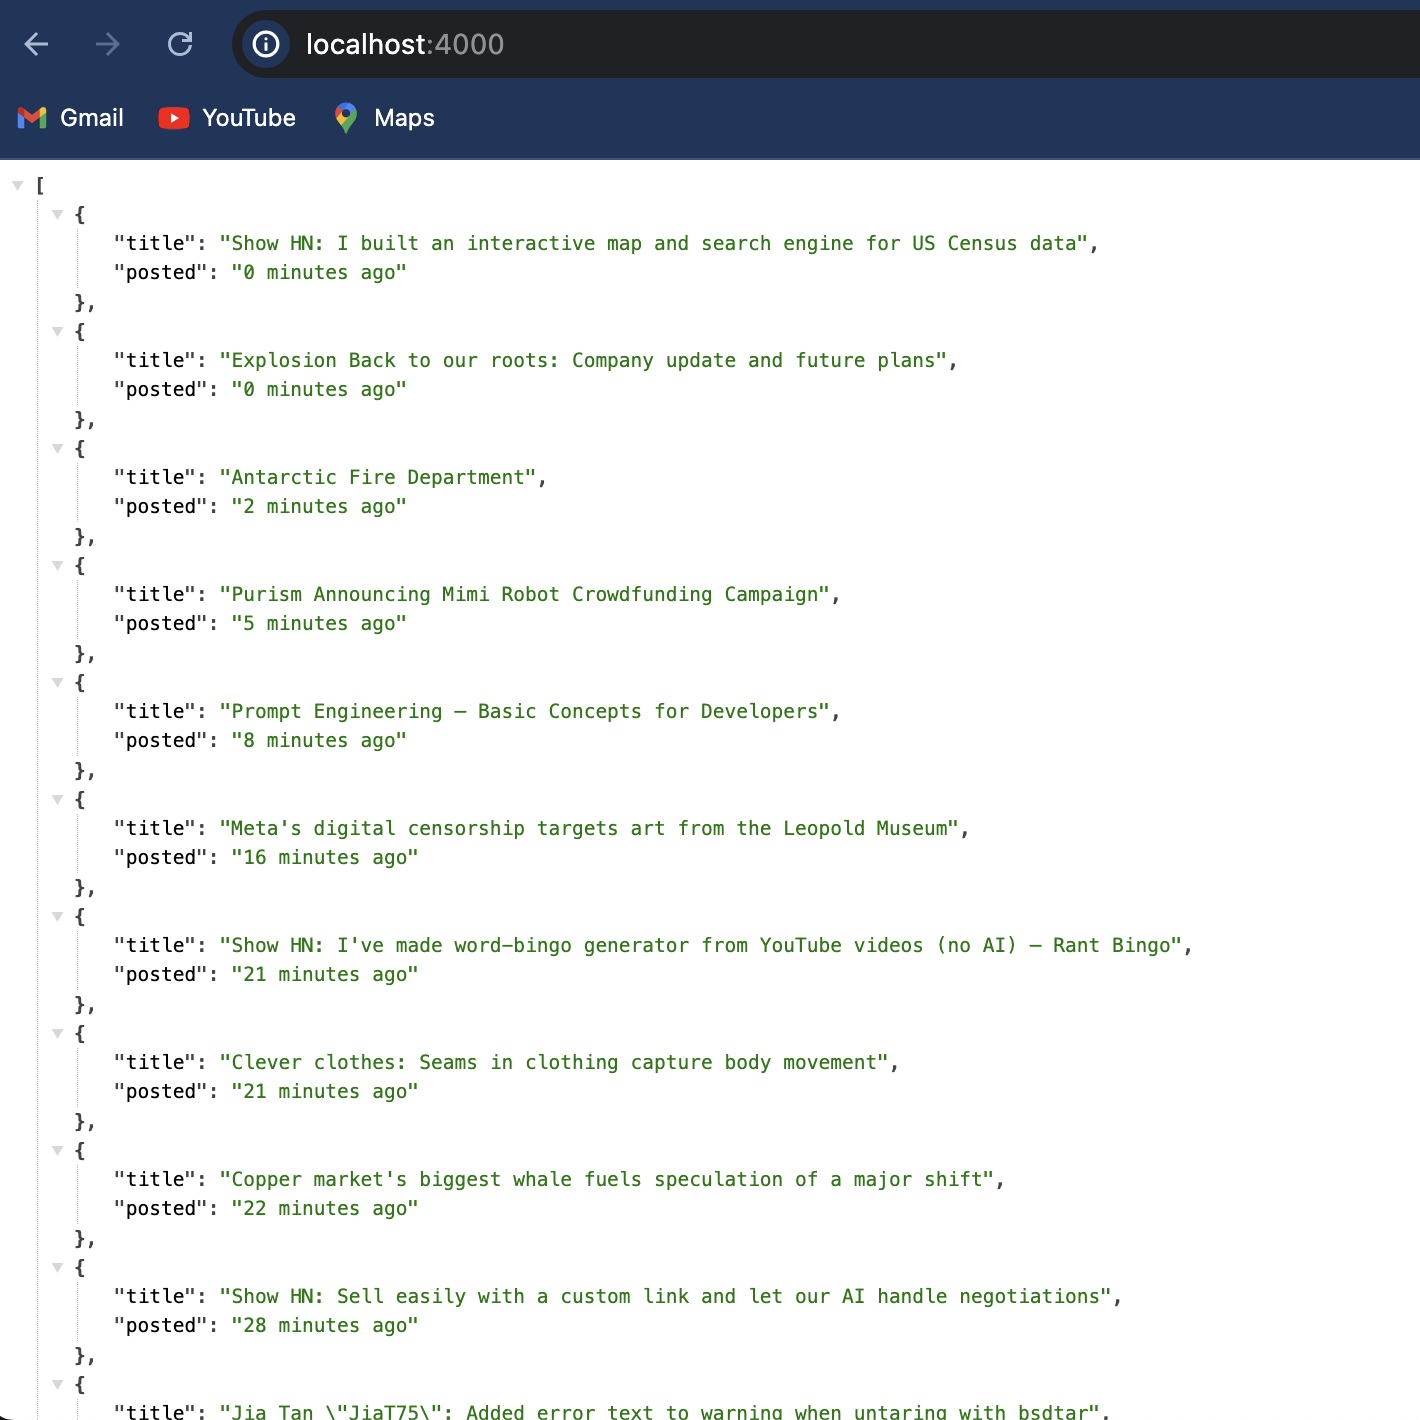 localhost:4000
Gmail YouTube Maps
[
{
"title": "Show HN: I built an interactive map and search engine for US Census data",
"posted": "0 minutes ago"
},
{
"title": "Explosion Back to our roots: Company update and future plans",
"posted": "0 minutes ago"
},
{
"title": "Antarctic Fire Department",
"posted": "2 minutes ago"
},
{
"title": "Purism Announcing Mimi Robot Crowdfunding Campaign",
"posted": "5 minutes ago"
},
{
"title": "Prompt Engineering – Basic Concepts for Developers",
"posted": "8 minutes ago"
},
{
"title": "Meta's digital censorship targets art from the Leopold Museum",
"posted": "16 minutes ago"
},
{
"title": "Show HN: I've made word-bingo generator from YouTube videos (no AI) – Rant Bingo",
"posted": "21 minutes ago"
},
{
"title": "Clever clothes: Seams in clothing capture body movement",
"posted": "21 minutes ago"
},
{
"title": "Copper market's biggest whale fuels speculation of a major shift",
"posted": "22 minutes ago"
},
{
"title": "Show HN: Sell easily with a custom link and let our AI handle negotiations",
"posted": "28 minutes ago"
},
{
"title": "Jia Tan \"JiaT75\": Added error text to warning when untaring with bsdtar",